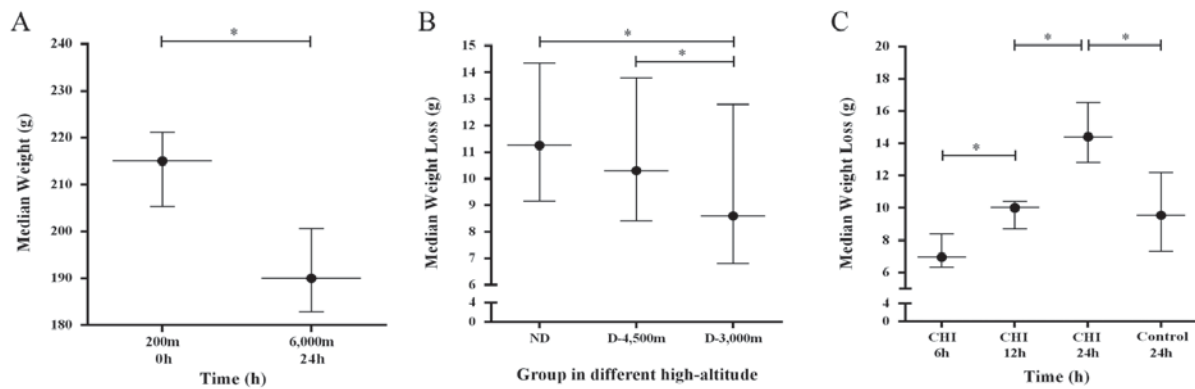 A
Median Weight (g)
240
230
220
210
200
190
180
*
200m
0h
6,000m
24h
Time (h)
B
Median Weight Loss (g)
15
14
13
12
11
10
9
8
7
6
4
0
*
*
ND
D-4,500m
D-3,000m
Group in different high-altitude
C
Median Weight Loss (g)
20
18
16
14
12
10
8
6
4
0
*
*
*
CHI
6h
CHI
12h
CHI
24h
Control
24h
Time (h)